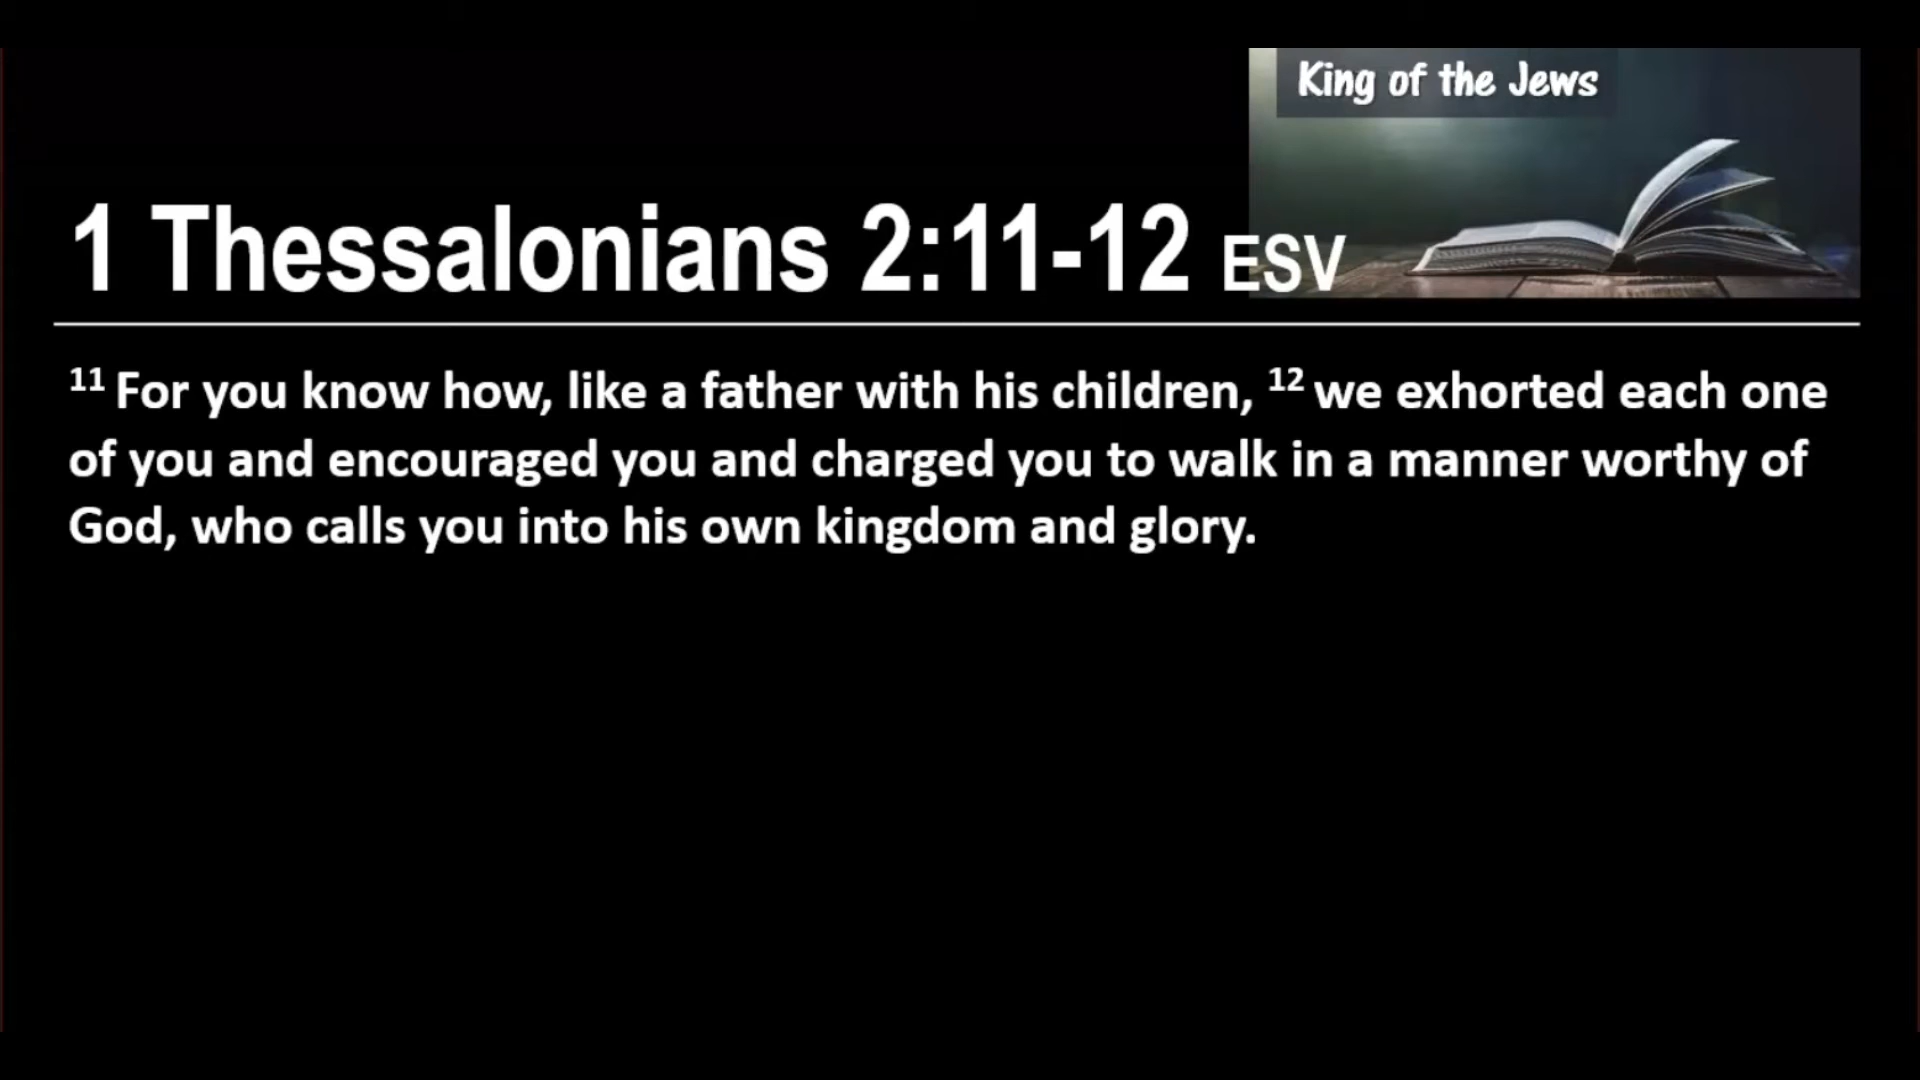 King of the Jews
1 Thessalonians 2:11-12 ESV
11 For you know how, like a father with his children, 12 we exhorted each one
of you and encouraged you and charged you to walk in a manner worthy of
God, who calls you into his own kingdom and glory.